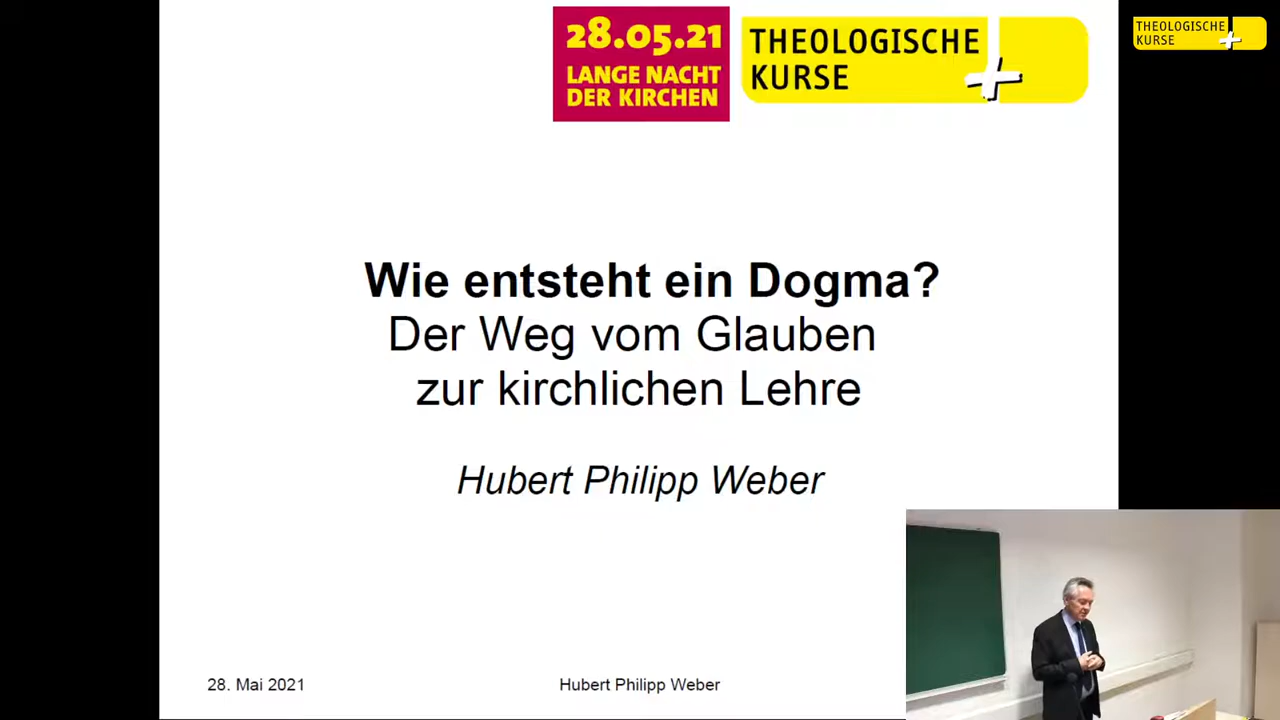 28.05.21
LANGE NACHT
DER KIRCHEN
THEOLOGISCHE
KURSE
THEOLOGISCHE
KURSE
Wie entsteht ein Dogma?
Der Weg vom Glauben
zur kirchlichen Lehre
Hubert Philipp Weber
28. Mai 2021
Hubert Philipp Weber